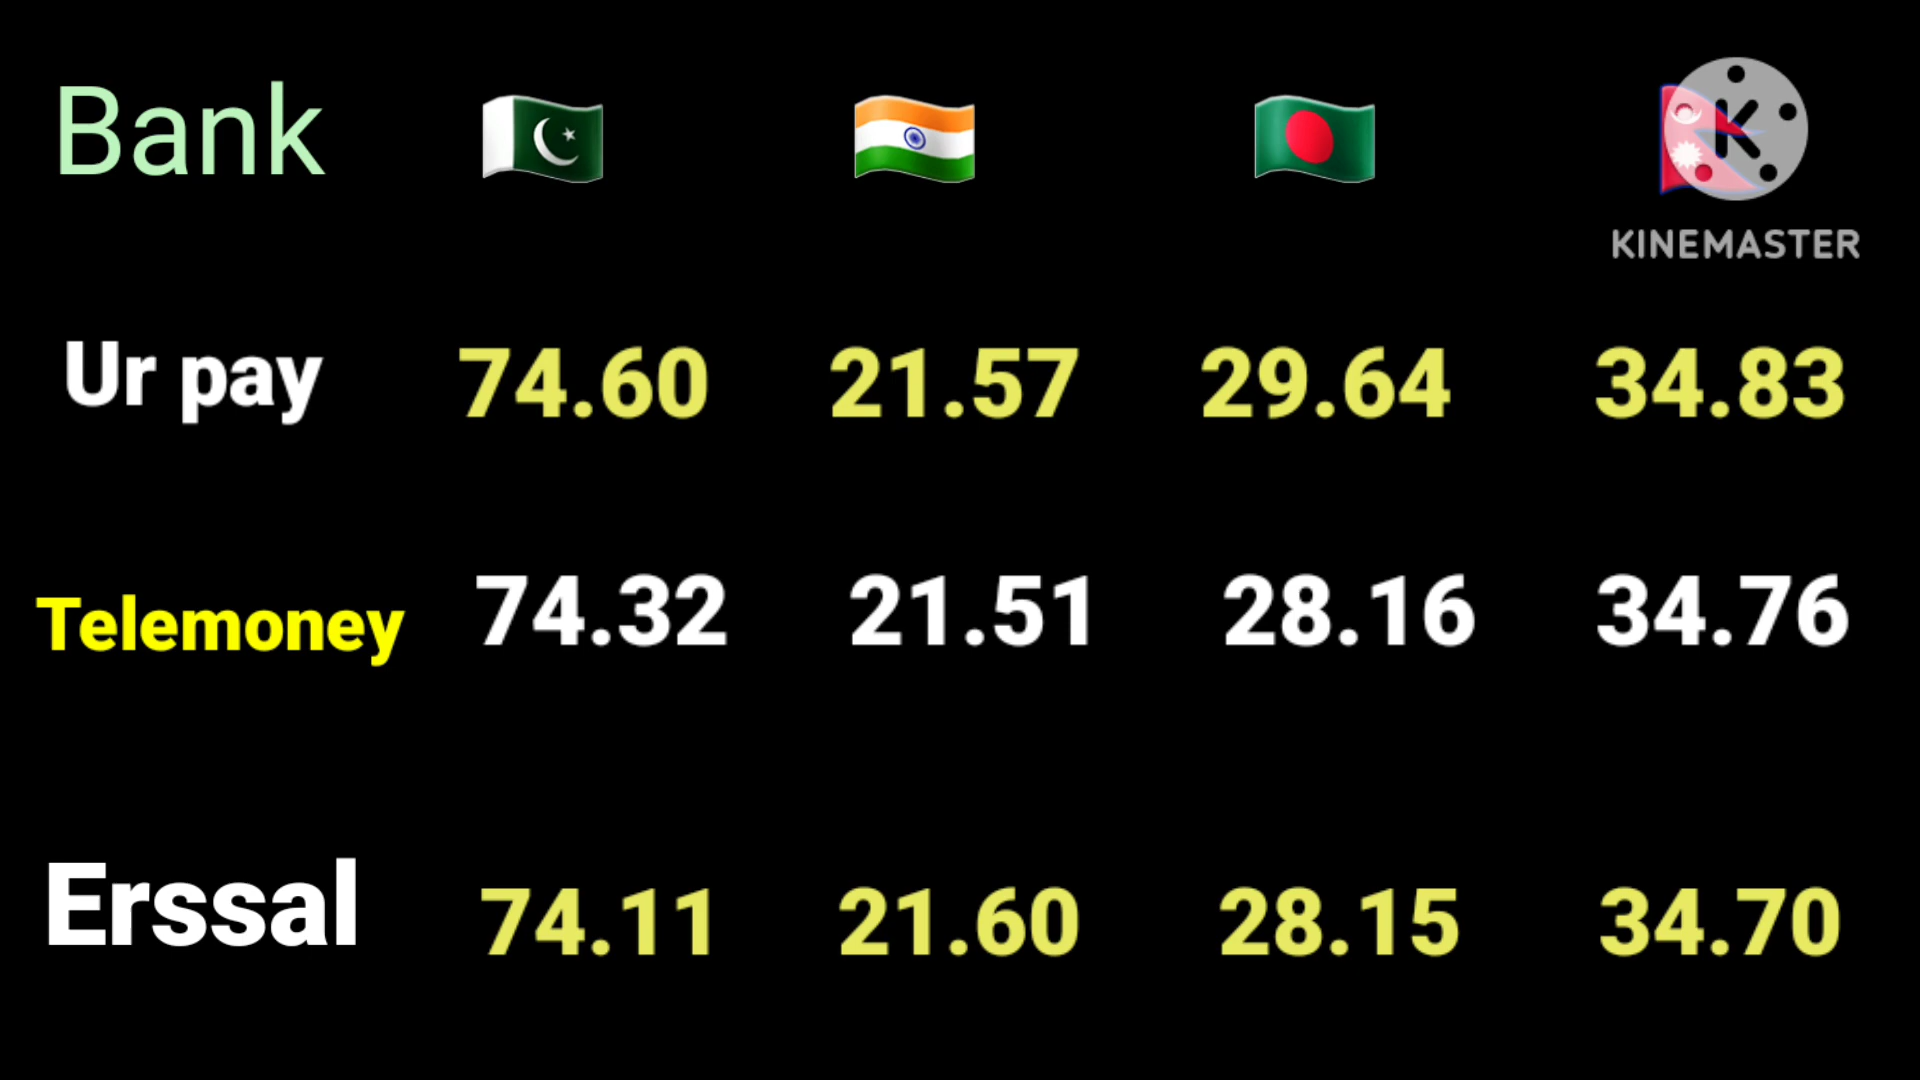 Bank
KINEMASTER
Ur pay 74.60 21.57 29.64 34.83
Telemoney 74.32 21.51 28.16 34.76
Erssal 74.11 21.60 28.15 34.70